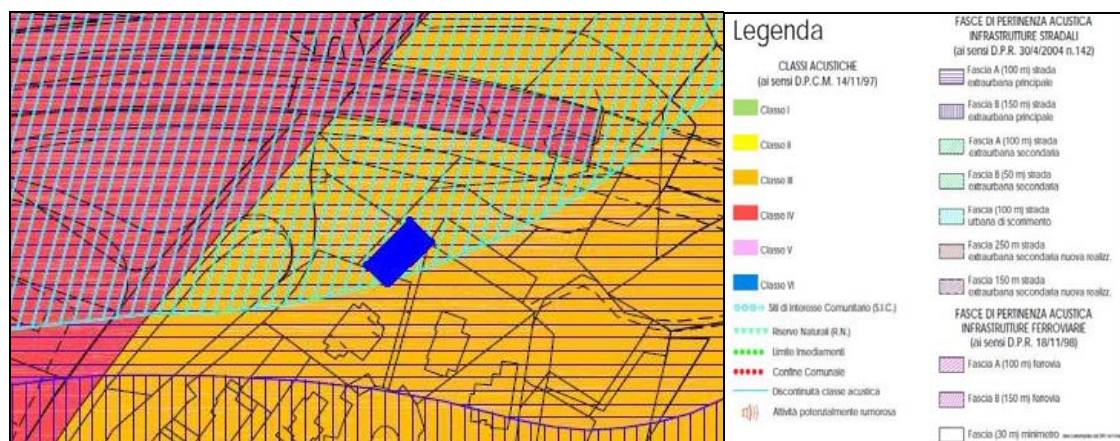 Legenda
CLASSI ACUSTICHE
(ai sensi D.P.C.M. 14/11/97)
Classe I
Classe II
Classe III
Classe IV
Classe V
Classe VI
Siti di Interesse Comunitario (S.I.C.)
Riserve Naturali (R.N.)
Limite Insediamenti
Confine Comunale
Discontinuità classe acustica
Attività potenzialmente rumorosa
FASCE DI PERTINENZA ACUSTICA
INFRASTRUTTURE STRADALI
(ai sensi D.P.R. 30/4/2004 n.142)
Fascia A (100 m) strada
extraurbana principale
Fascia B (150 m) strada
extraurbana principale
Fascia A (100 m) strada
extraurbana secondaria
Fascia B (50 m) strada
extraurbana secondaria
Fascia (100 m) strada
urbana di scorrimento
Fascia 250 m strada
extraurbana secondaria nuova realizz.
Fascia 150 m strada
extraurbana secondaria nuova realizz.
FASCE DI PERTINENZA ACUSTICA
INFRASTRUTTURE FERROVIARIE
(ai sensi D.P.R. 18/11/98)
Fascia A (100 m) ferrovia
Fascia B (150 m) ferrovia
Fascia (30 m) minimetro